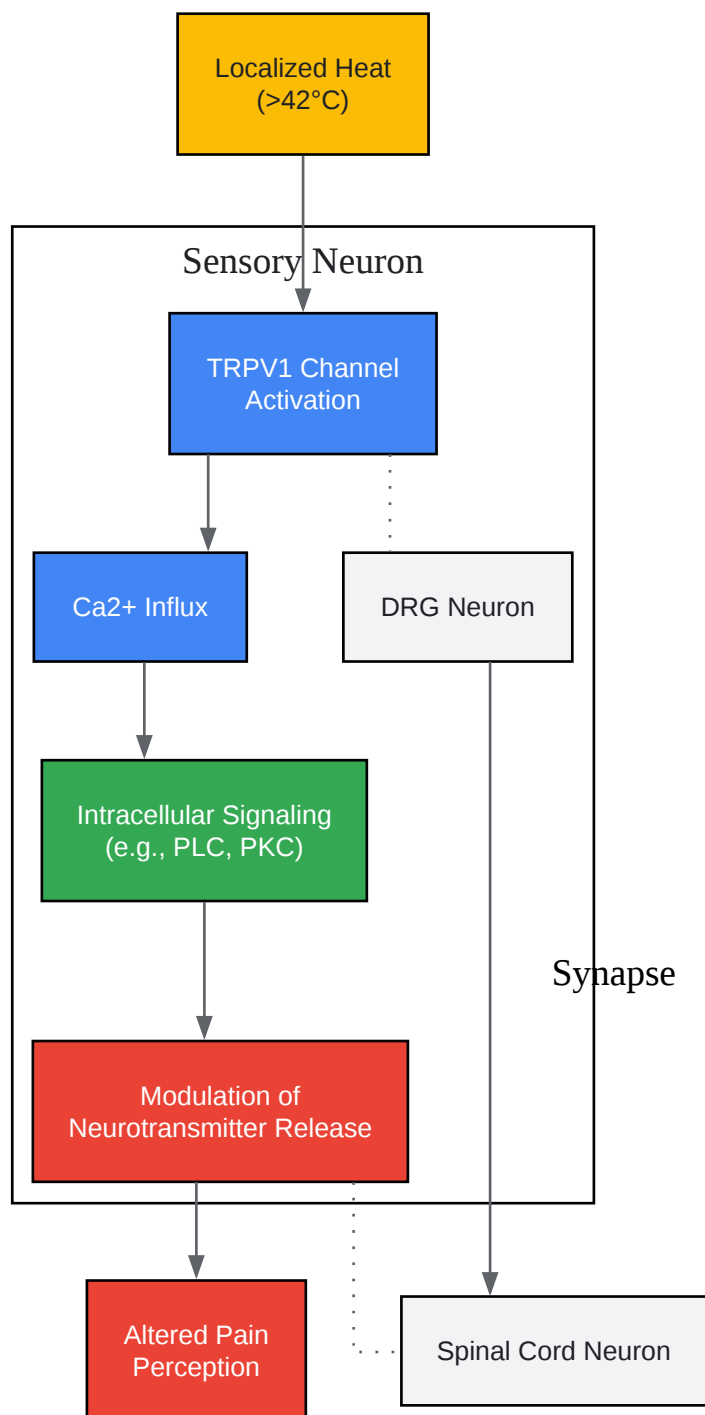 Localized Heat
(>42°C)
Sensory Neuron
TRPV1 Channel
Activation
Ca2+ Influx
DRG Neuron
Intracellular Signaling
(e.g., PLC, PKC)
Synapse
Modulation of
Neurotransmitter Release
Altered Pain
Perception
Spinal Cord Neuron